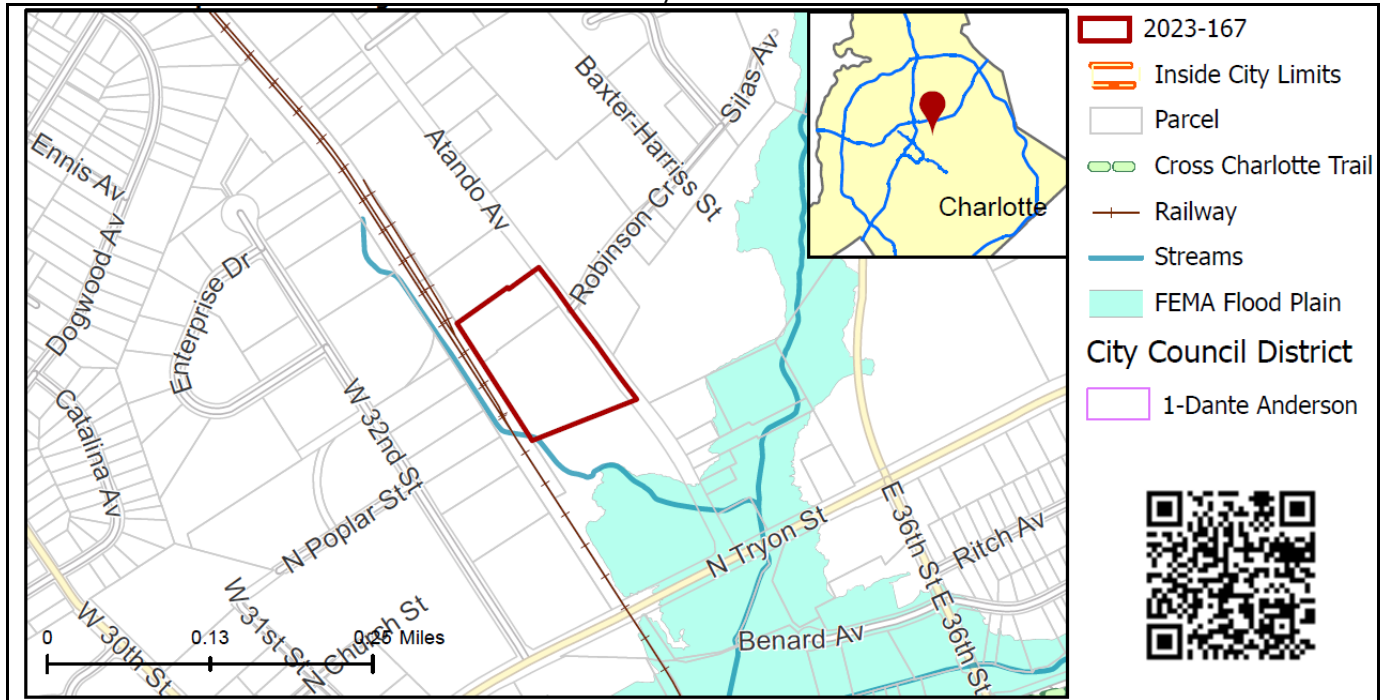 Ennis Av
Dogwood Av
Catalina Av
Enterprise Dr
W 32nd St
N Poplar St
W 31st St
N Church St
W 30th St
Atando Av
Baxter-Harriss St
Silas Av
Robinson Cr
N Tryon St
E 36th St
E 36th St
Ritch Av
Benard Av
0
0.13
0.25 Miles
Charlotte
2023-167
Inside City Limits
Parcel
Cross Charlotte Trail
Railway
Streams
FEMA Flood Plain
City Council District
1-Dante Anderson